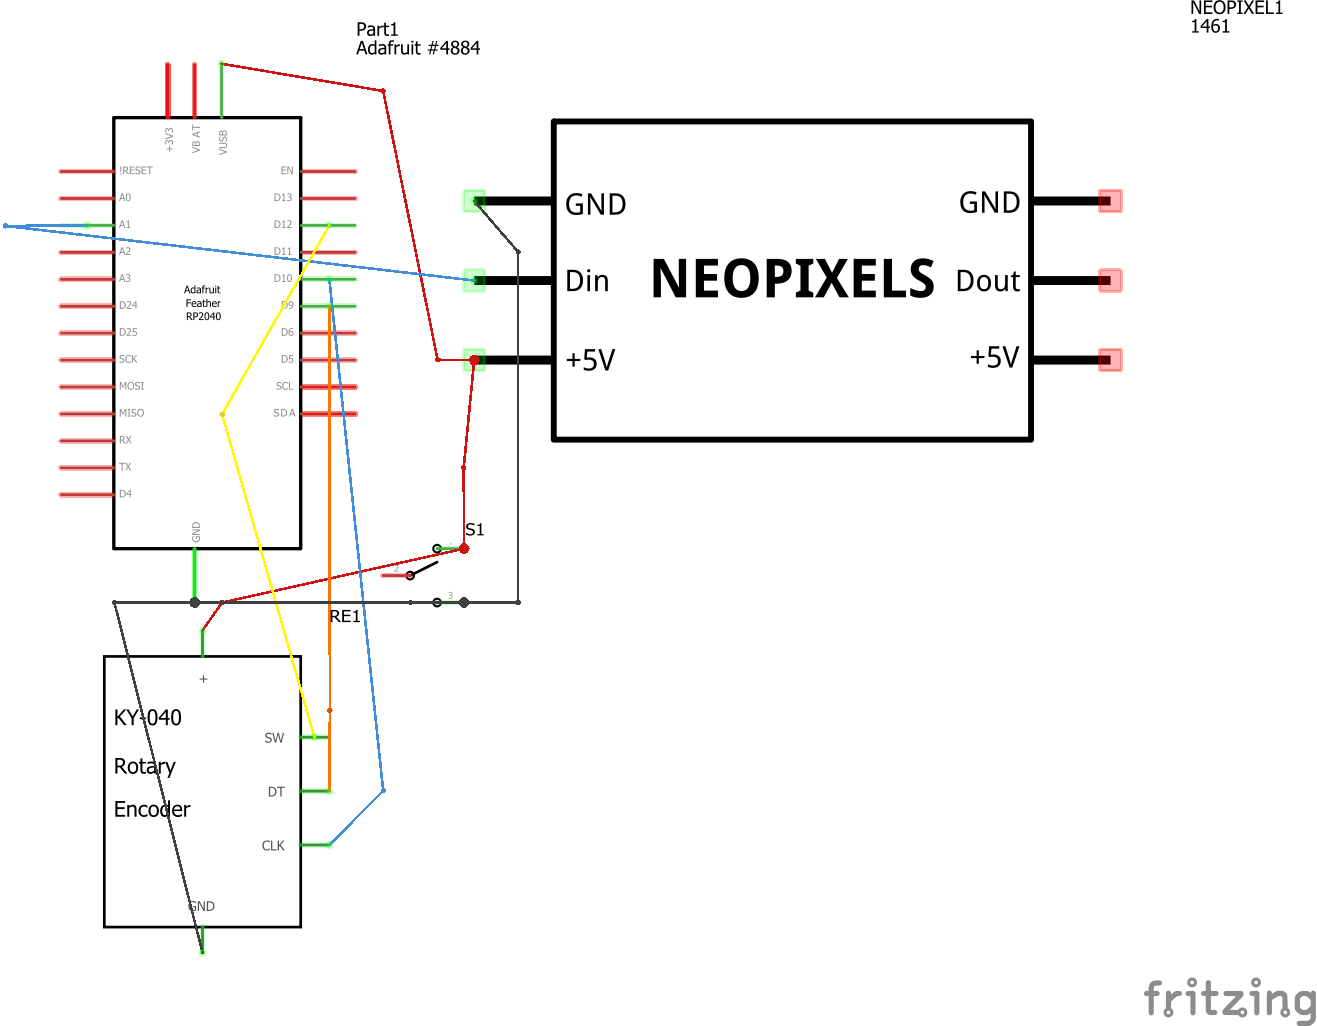 NEOPIXEL1
1461
Part1
Adafruit #4884
+3V3
VBAT
VUSB
!RESET
EN
A0
D13
A1
D12
A2
D11
A3
D10
D24
D9
D25
D6
SCK
D5
MOSI
SCL
MISO
SDA
RX
TX
D4
GND
Adafruit
Feather
RP2040
GND
GND
Din
NEOPIXELS
Dout
+5V
+5V
S1
1
2
3
RE1
+
KY-040
Rotary
Encoder
SW
DT
CLK
GND
fritzing